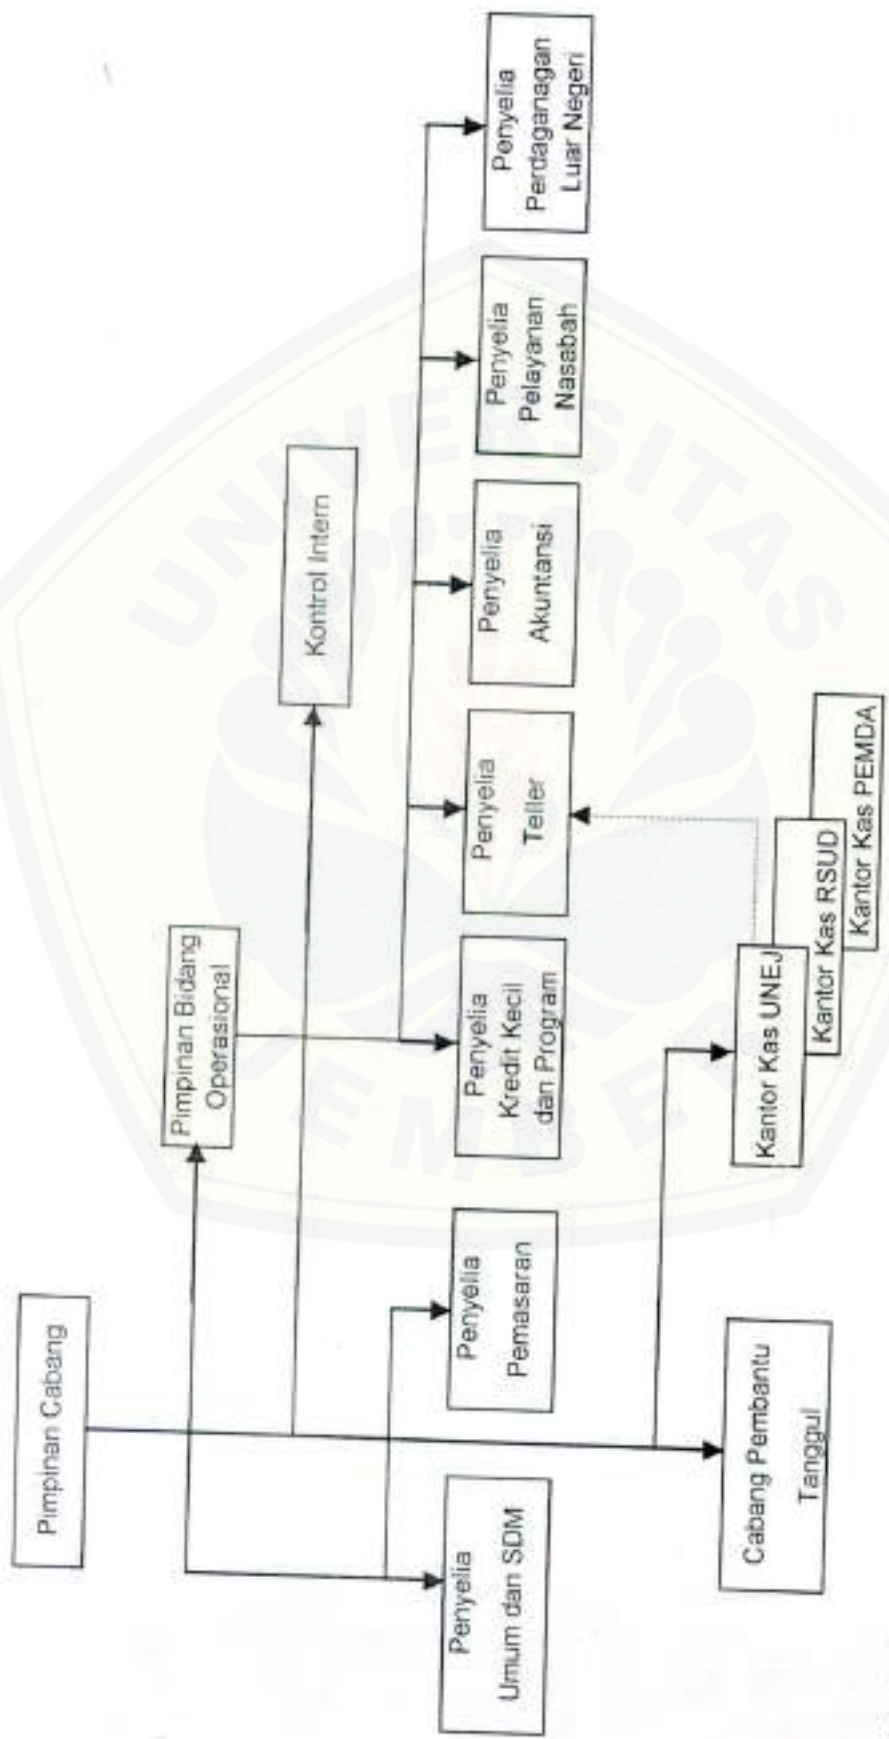 Pimpinan Cabang
Pimpinan Bidang
Operasional
Kontrol Intern
Penyelia
Umum dan SDM
Penyelia
Pemasaran
Penyelia
Kredit Kecil
dan Program
Penyelia
Teller
Penyelia
Akuntansi
Penyelia
Pelayanan
Nasabah
Penyelia
Perdaganagan
Luar Negeri
Cabang Pembantu
Tanggul
Kantor Kas UNEJ
Kantor Kas RSUD
Kantor Kas PEMDA
UNIVERSITAS
JEMBER